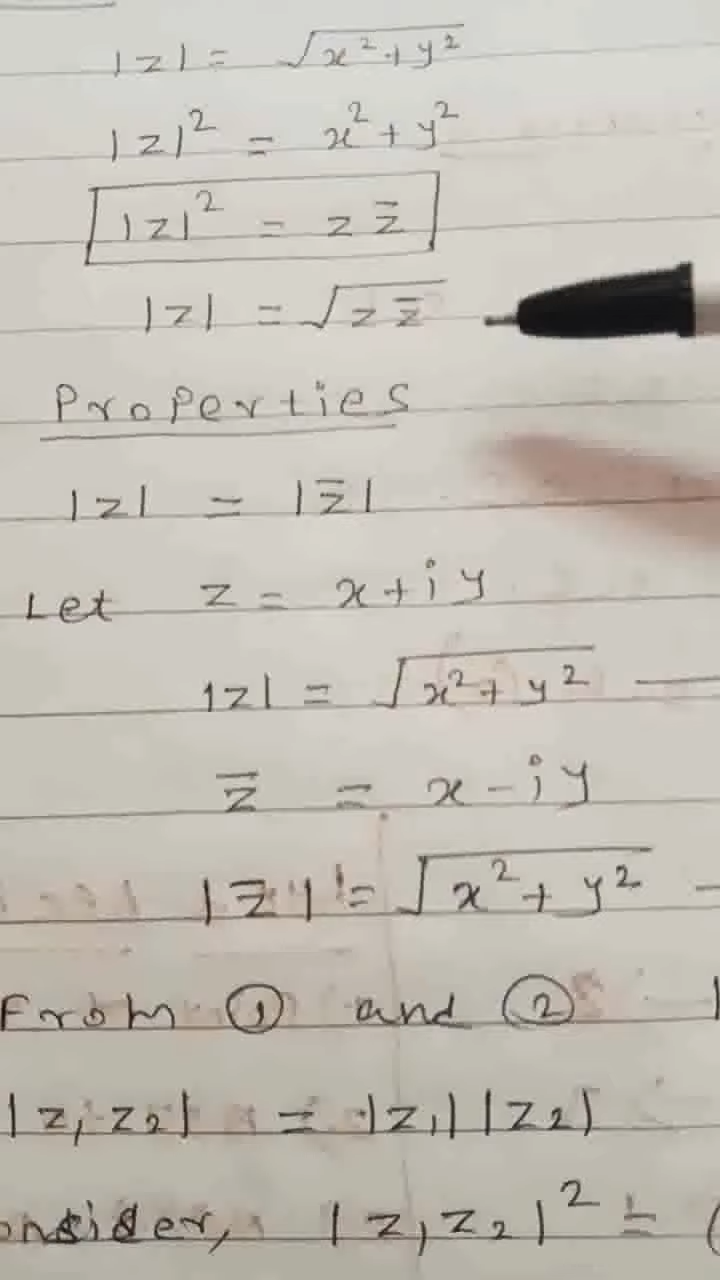 |z| = √x²+y²
|z|² = x²+y²
|z|² = z z̄
|z| = √z z̄
Properties
|z| = |z̄|
Let z = x+iy
|z| = √x²+y² —
z̄ = x-iy
|z̄| = √x²+y² -
From ① and ②
|z₁z₂| = |z₁||z₂|
onsider, |z₁z₂|² = (